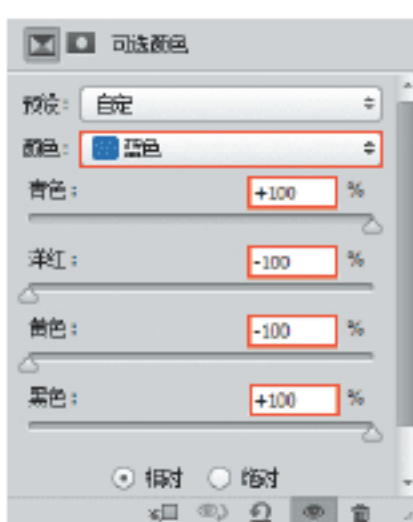 可选颜色
预设： 自定
颜色： 蓝色
青色： +100 %
洋红： -100 %
黄色： -100 %
黑色： +100 %
相对 绝对